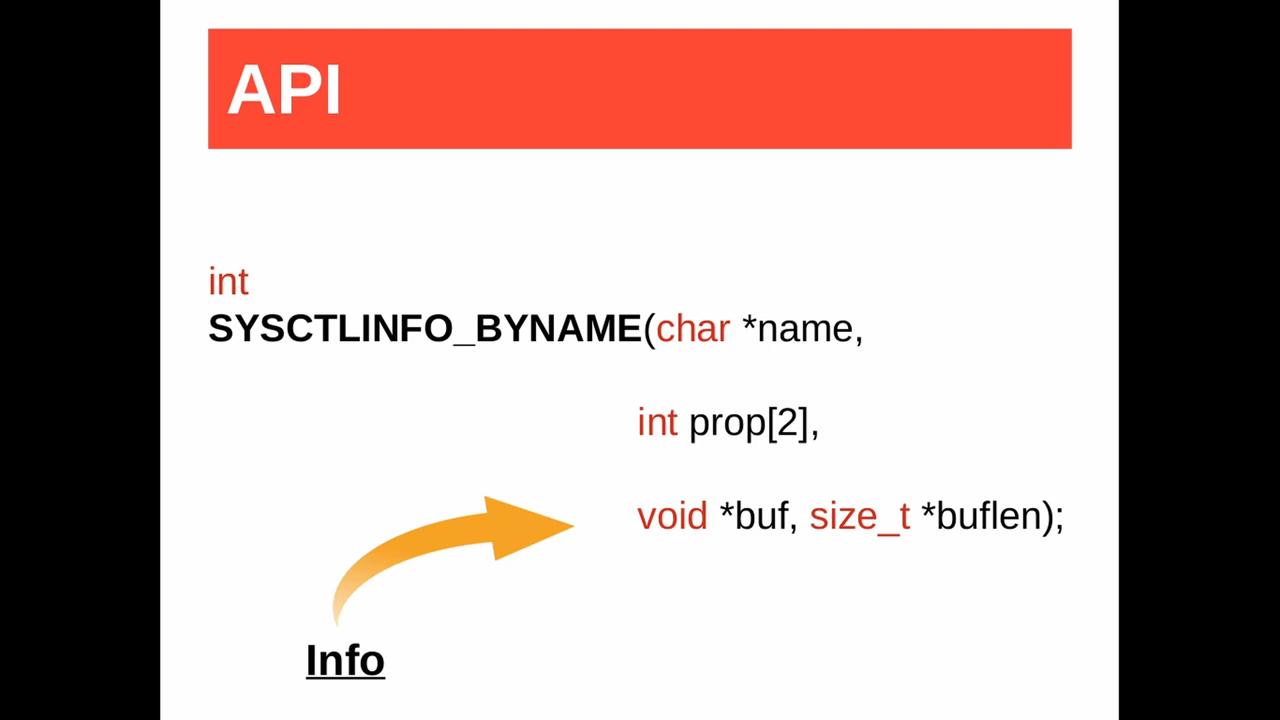 API
int
SYSCTLINFO_BYNAME(char *name,
int prop[2],
void *buf, size_t *buflen);
Info